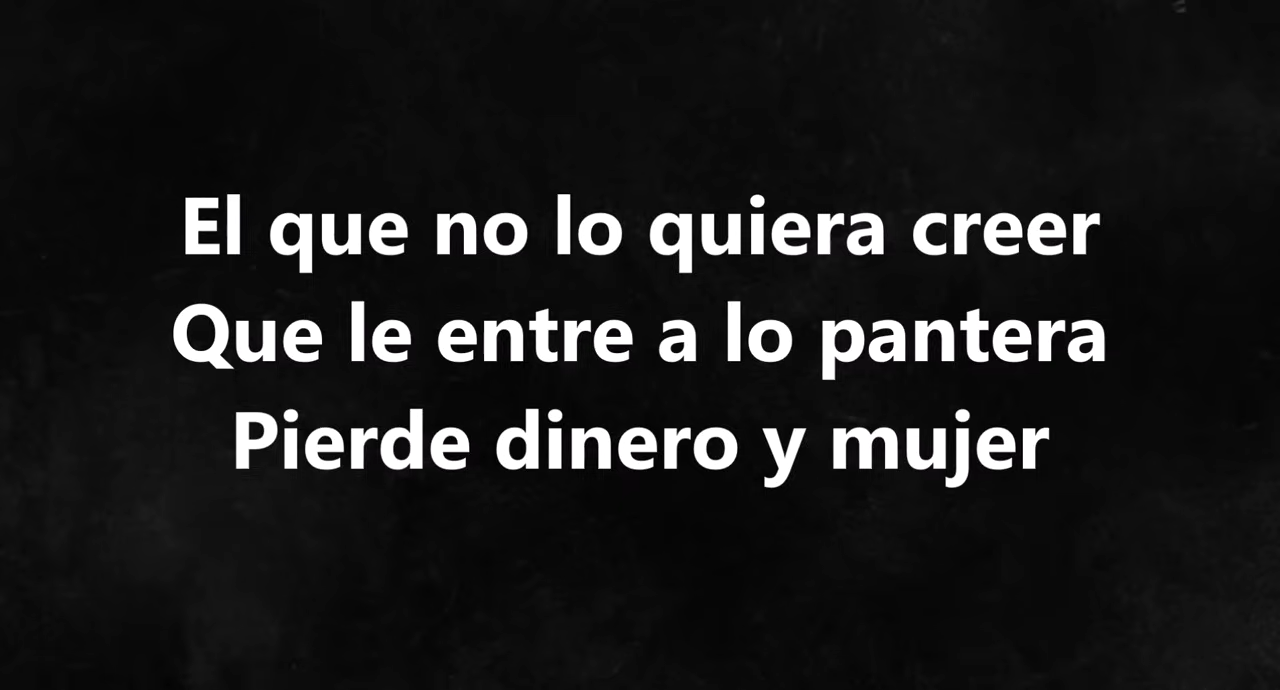 El que no lo quiera creer
Que le entre a lo pantera
Pierde dinero y mujer